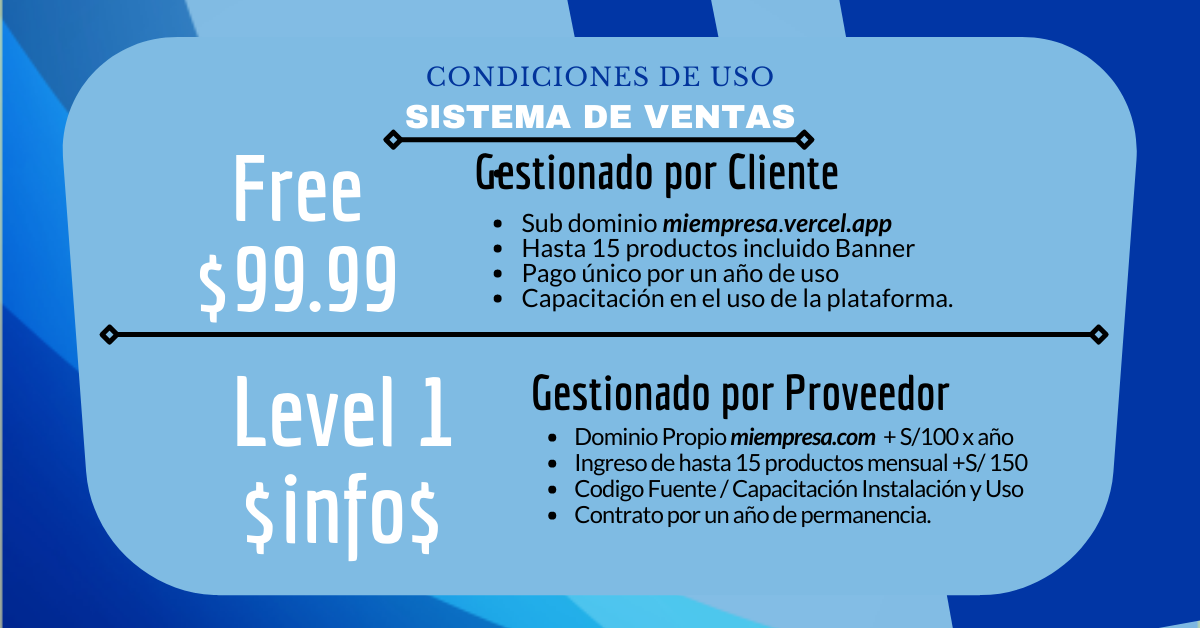 CONDICIONES DE USO
SISTEMA DE VENTAS
Free
$99.99
Gestionado por Cliente
• Sub dominio miempresa.vercel.app
• Hasta 15 productos incluido Banner
• Pago único por un año de uso
• Capacitación en el uso de la plataforma.
Level 1
$info$
Gestionado por Proveedor
• Dominio Propio miempresa.com + S/100 x año
• Ingreso de hasta 15 productos mensual +S/ 150
• Codigo Fuente / Capacitación Instalación y Uso
• Contrato por un año de permanencia.